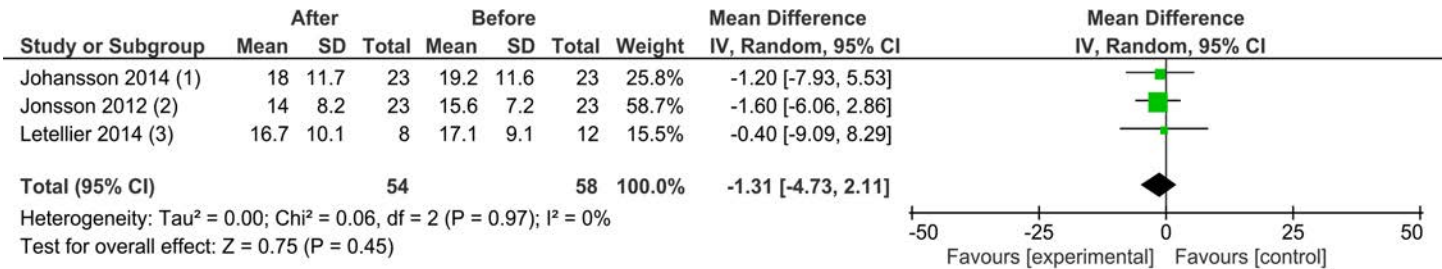 After Before Mean Difference Mean Difference
Study or Subgroup Mean SD Total Mean SD Total Weight IV, Random, 95% CI IV, Random, 95% CI
Johansson 2014 (1) 18 11.7 23 19.2 11.6 23 25.8% -1.20 [-7.93, 5.53]
Jonsson 2012 (2) 14 8.2 23 15.6 7.2 23 58.7% -1.60 [-6.06, 2.86]
Letellier 2014 (3) 16.7 10.1 8 17.1 9.1 12 15.5% -0.40 [-9.09, 8.29]
Total (95% CI) 54 58 100.0% -1.31 [-4.73, 2.11]
Heterogeneity: Tau² = 0.00; Chi² = 0.06, df = 2 (P = 0.97); I² = 0%
Test for overall effect: Z = 0.75 (P = 0.45)
-50 -25 0 25 50
Favours [experimental] Favours [control]